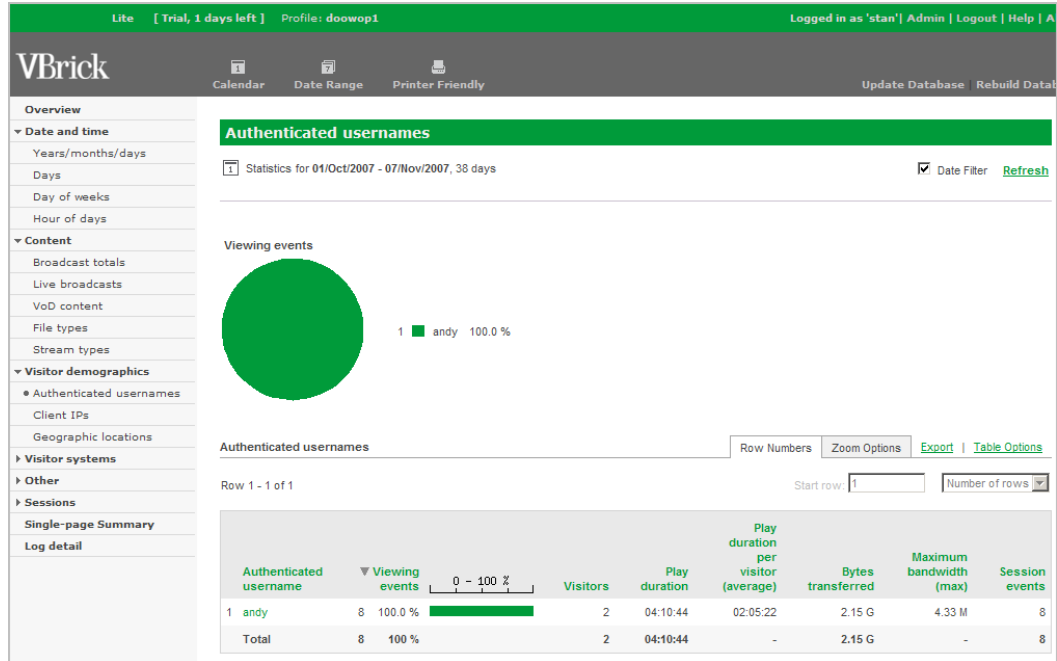 Lite [ Trial, 1 days left ] Profile: doowop1 Logged in as 'stan'| Admin | Logout | Help | A
VBrick
1 7
Calendar Date Range Printer Friendly Update Database | Rebuild Datab
Overview
Date and time
Years/months/days
Days
Day of weeks
Hour of days
Content
Broadcast totals
Live broadcasts
VoD content
File types
Stream types
Visitor demographics
Authenticated usernames
Client IPs
Geographic locations
Visitor systems
Other
Sessions
Single-page Summary
Log detail
Authenticated usernames
1 Statistics for 01/Oct/2007 - 07/Nov/2007, 38 days Date Filter Refresh
Viewing events
1 andy 100.0 %
Authenticated usernames Row Numbers Zoom Options Export | Table Options
Row 1 - 1 of 1 Start row: 1 Number of rows
Authenticated username Viewing events 0 - 100 % Visitors Play duration Play duration per visitor (average) Bytes transferred Maximum bandwidth (max) Session events
1 andy 8 100.0 % 2 04:10:44 02:05:22 2.15 G 4.33 M 8
Total 8 100 % 2 04:10:44 - 2.15 G - 8